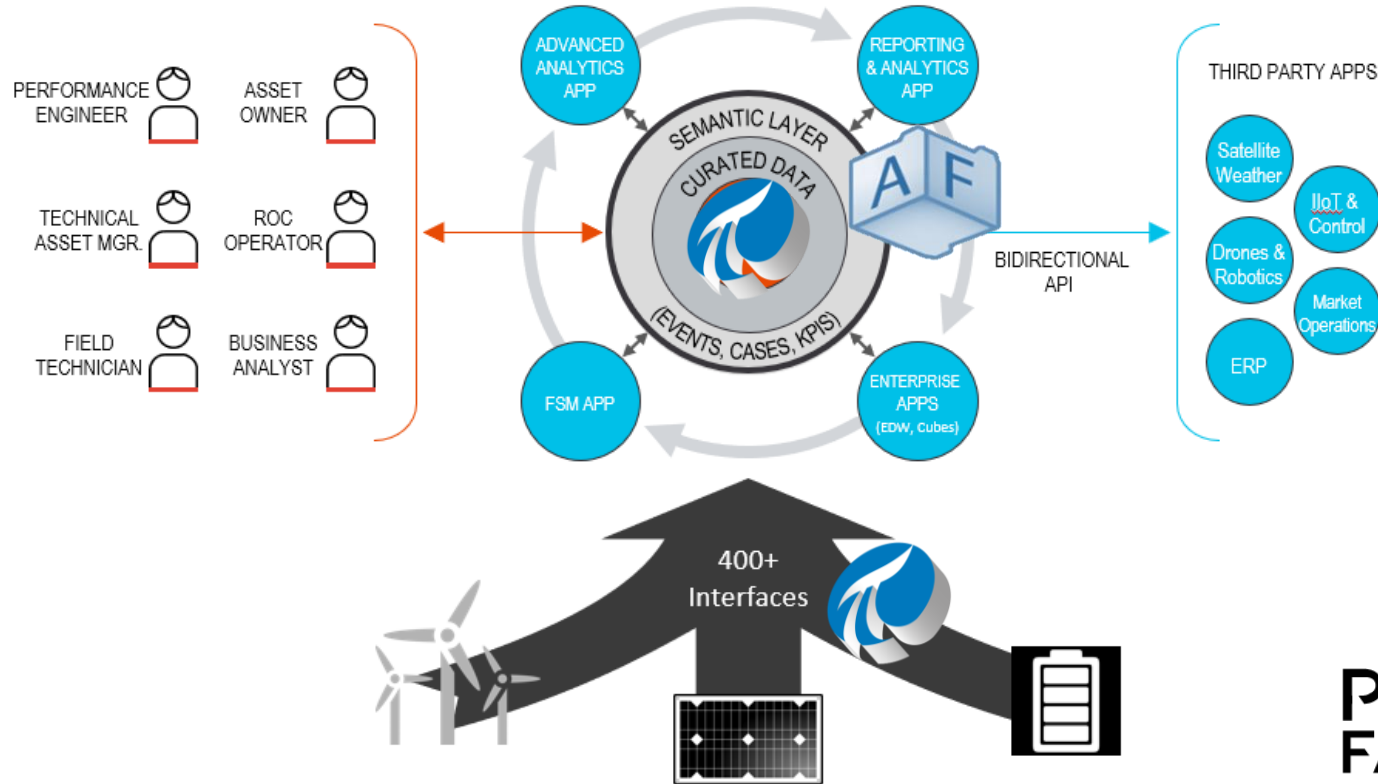 PERFORMANCE
ENGINEER
ASSET
OWNER
TECHNICAL
ASSET MGR.
ROC
OPERATOR
FIELD
TECHNICIAN
BUSINESS
ANALYST
ADVANCED
ANALYTICS
APP
REPORTING
& ANALYTICS
APP
SEMANTIC LAYER
CURATED DATA
(EVENTS, CASES, KPIS)
A F
FSM APP
ENTERPRISE
APPS
(EDW, Cubes)
BIDIRECTIONAL
API
THIRD PARTY APPS
Satellite
Weather
IIoT &
Control
Drones &
Robotics
Market
Operations
ERP
400+
Interfaces